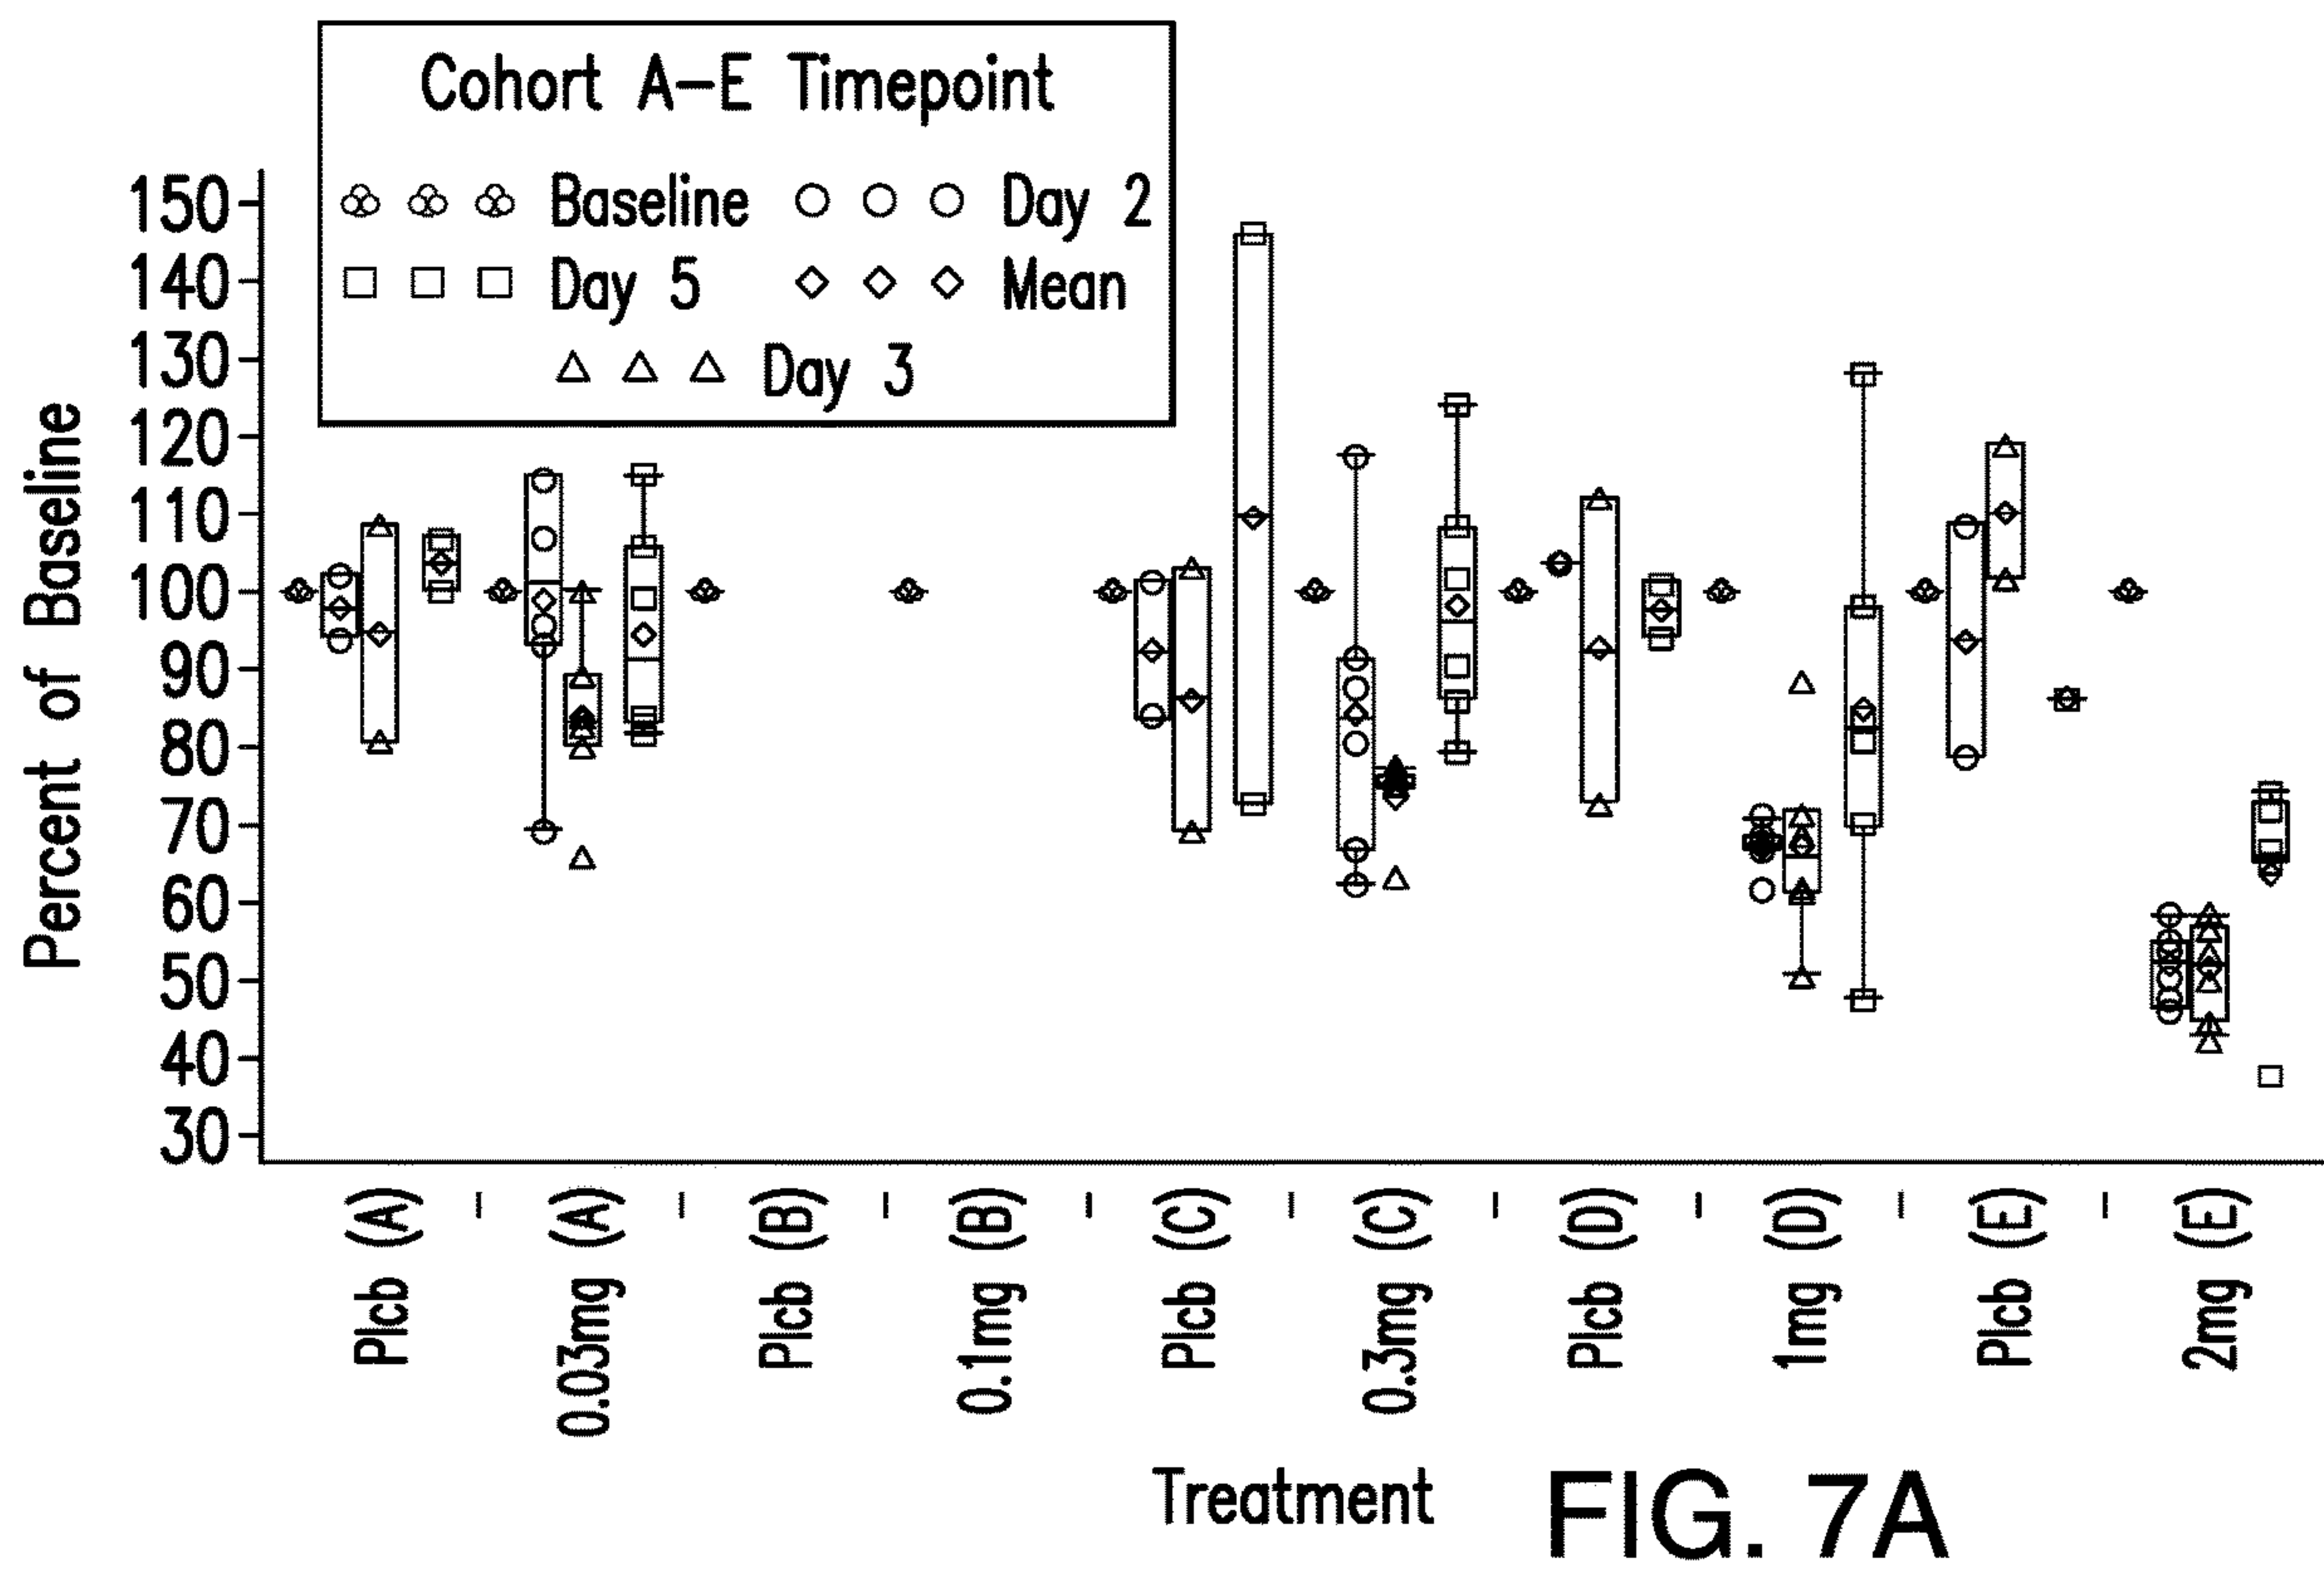 Cohort A-E Timepoint
Baseline Day 2
Day 5 Mean
Day 3
Percent of Baseline
150
140
130
120
110
100
90
80
70
60
50
40
30
Plcb (A)
0.03mg (A)
Plcb (B)
0.1mg (B)
Plcb (C)
0.3mg (C)
Plcb (D)
1mg (D)
Plcb (E)
2mg (E)
Treatment
FIG. 7A